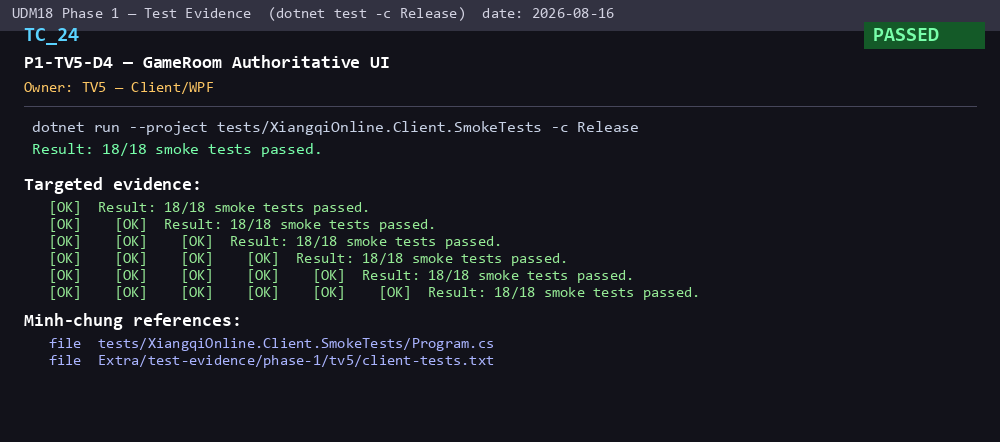 UDM18 Phase 1 — Test Evidence (dotnet test -c Release) date: 2026-08-16
TC_24
PASSED
P1-TV5-D4 — GameRoom Authoritative UI
Owner: TV5 — Client/WPF
dotnet run --project tests/XiangqiOnline.Client.SmokeTests -c Release
Result: 18/18 smoke tests passed.
Targeted evidence:
[OK] Result: 18/18 smoke tests passed.
[OK] [OK] Result: 18/18 smoke tests passed.
[OK] [OK] [OK] Result: 18/18 smoke tests passed.
[OK] [OK] [OK] [OK] Result: 18/18 smoke tests passed.
[OK] [OK] [OK] [OK] [OK] Result: 18/18 smoke tests passed.
[OK] [OK] [OK] [OK] [OK] [OK] Result: 18/18 smoke tests passed.
Minh-chung references:
file tests/XiangqiOnline.Client.SmokeTests/Program.cs
file Extra/test-evidence/phase-1/tv5/client-tests.txt